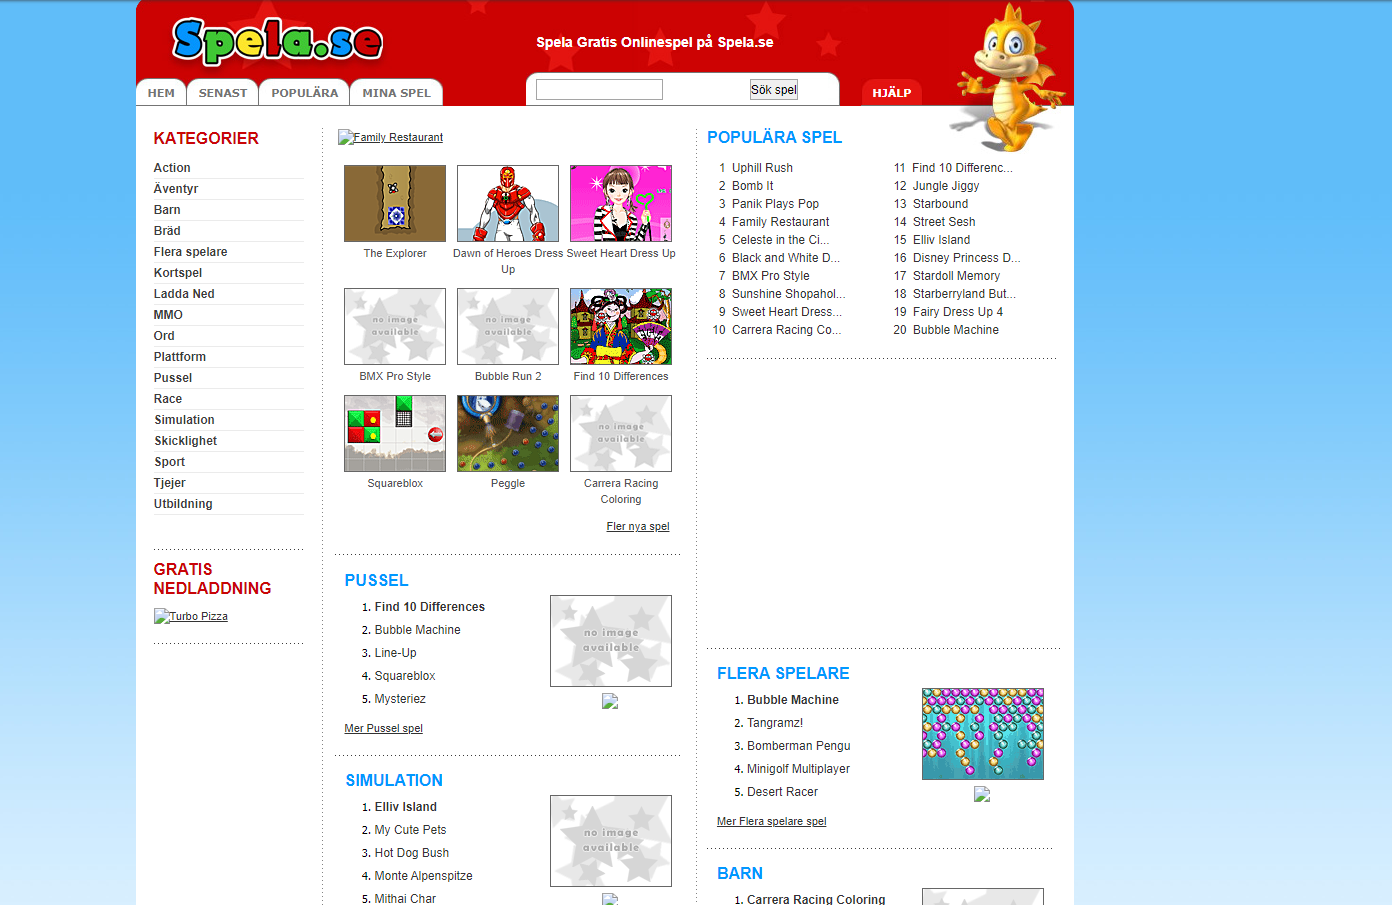 Spela.se
Spela Gratis Onlinespel på Spela.se
HEM
SENAST
POPULÄRA
MINA SPEL
Sök spel
HJÄLP
KATEGORIER
Action
Äventyr
Barn
Bräd
Flera spelare
Kortspel
Ladda Ned
MMO
Ord
Plattform
Pussel
Race
Simulation
Skicklighet
Sport
Tjejer
Utbildning
GRATIS
NEDLADDNING
Turbo Pizza
Family Restaurant
The Explorer
Dawn of Heroes Dress
Up
Sweet Heart Dress Up
no image
available
no image
available
BMX Pro Style
Bubble Run 2
Find 10 Differences
no image
available
Squareblox
Peggle
Carrera Racing
Coloring
Fler nya spel
PUSSEL
1. Find 10 Differences
2. Bubble Machine
3. Line-Up
4. Squareblox
5. Mysteriez
no image
available
Mer Pussel spel
SIMULATION
1. Elliv Island
2. My Cute Pets
3. Hot Dog Bush
4. Monte Alpenspitze
5. Mithai Char
no image
available
POPULÄRA SPEL
1 Uphill Rush
2 Bomb It
3 Panik Plays Pop
4 Family Restaurant
5 Celeste in the Ci...
6 Black and White D...
7 BMX Pro Style
8 Sunshine Shopahol...
9 Sweet Heart Dress...
10 Carrera Racing Co...
11 Find 10 Differenc...
12 Jungle Jiggy
13 Starbound
14 Street Sesh
15 Elliv Island
16 Disney Princess D...
17 Stardoll Memory
18 Starberryland But...
19 Fairy Dress Up 4
20 Bubble Machine
FLERA SPELARE
1. Bubble Machine
2. Tangramz!
3. Bomberman Pengu
4. Minigolf Multiplayer
5. Desert Racer
Mer Flera spelare spel
BARN
1. Carrera Racing Coloring